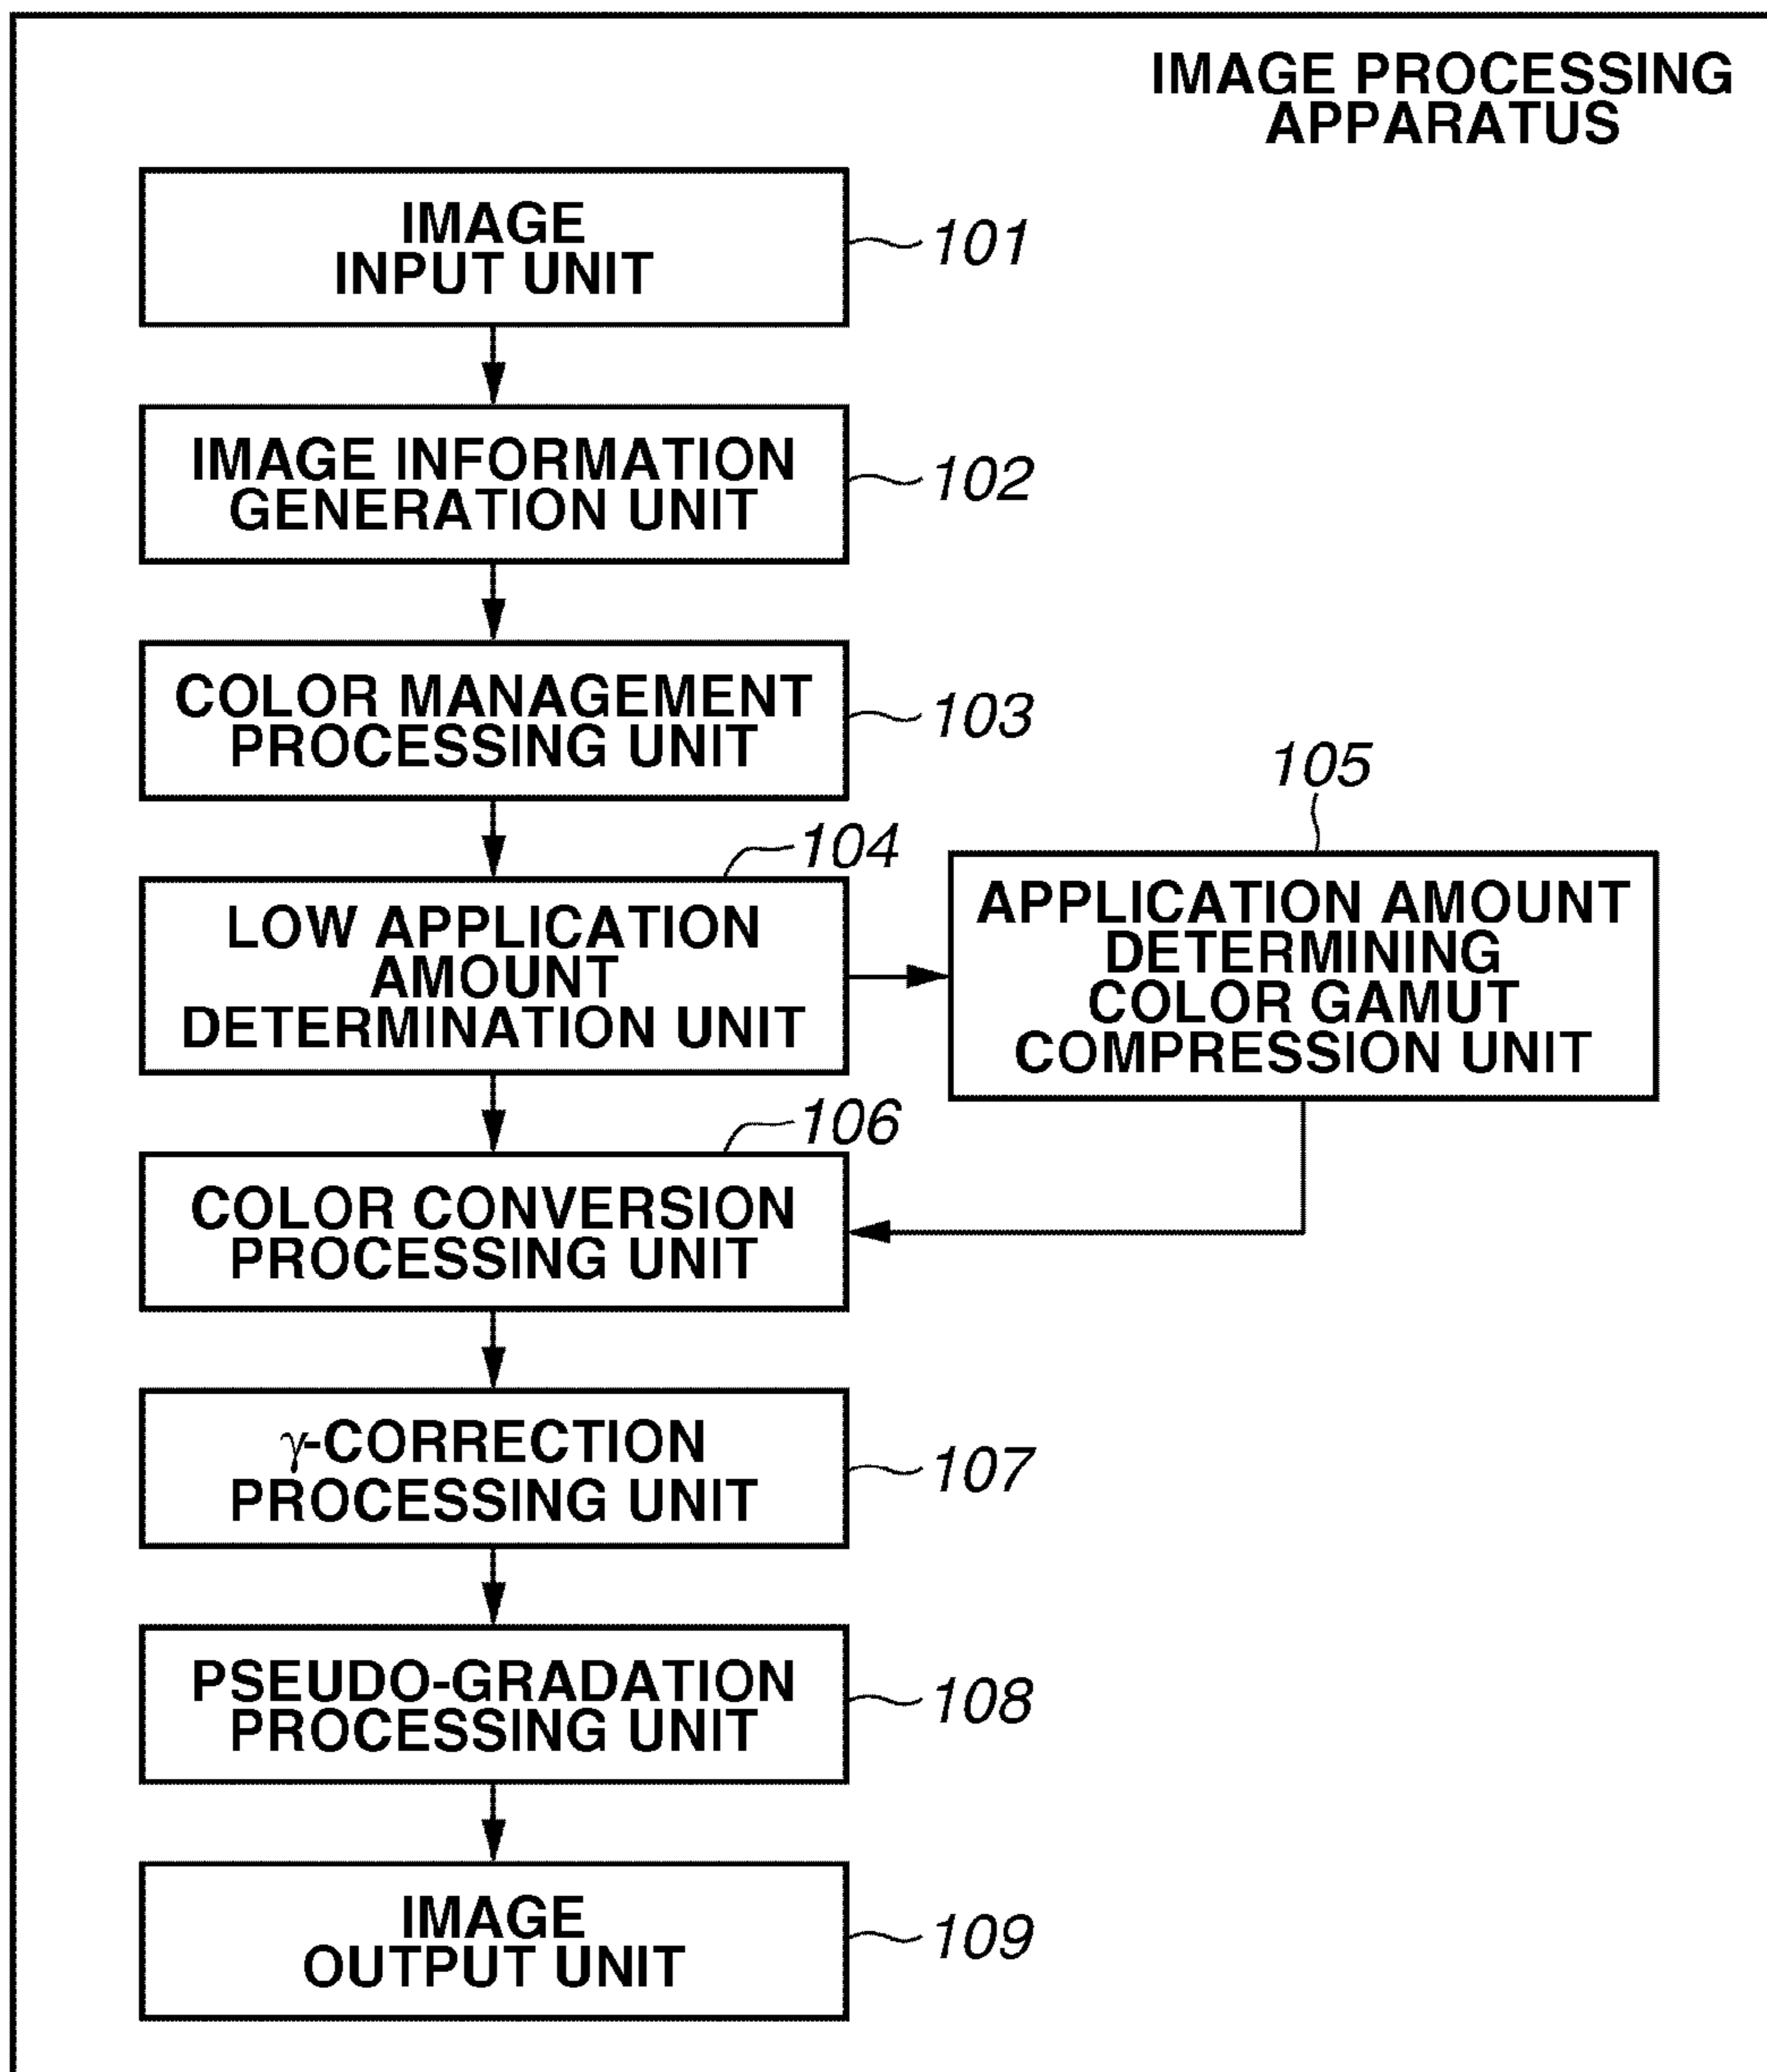 IMAGE PROCESSING
APPARATUS
IMAGE
INPUT UNIT
101
IMAGE INFORMATION
GENERATION UNIT
102
COLOR MANAGEMENT
PROCESSING UNIT
103
104
LOW APPLICATION
AMOUNT
DETERMINATION UNIT
105
APPLICATION AMOUNT
DETERMINING
COLOR GAMUT
COMPRESSION UNIT
106
COLOR CONVERSION
PROCESSING UNIT
γ-CORRECTION
PROCESSING UNIT
107
PSEUDO-GRADATION
PROCESSING UNIT
108
IMAGE
OUTPUT UNIT
109